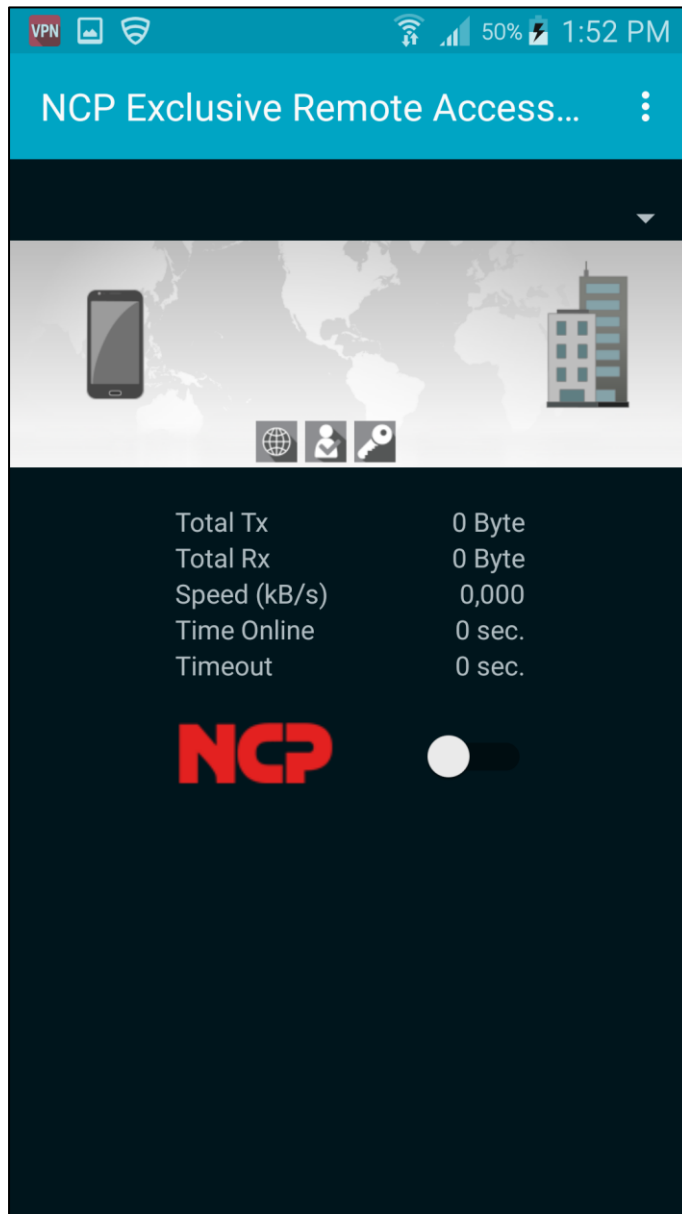 VPN 50% 1:52 PM
NCP Exclusive Remote Access...
Total Tx 0 Byte
Total Rx 0 Byte
Speed (kB/s) 0,000
Time Online 0 sec.
Timeout 0 sec.
NCP